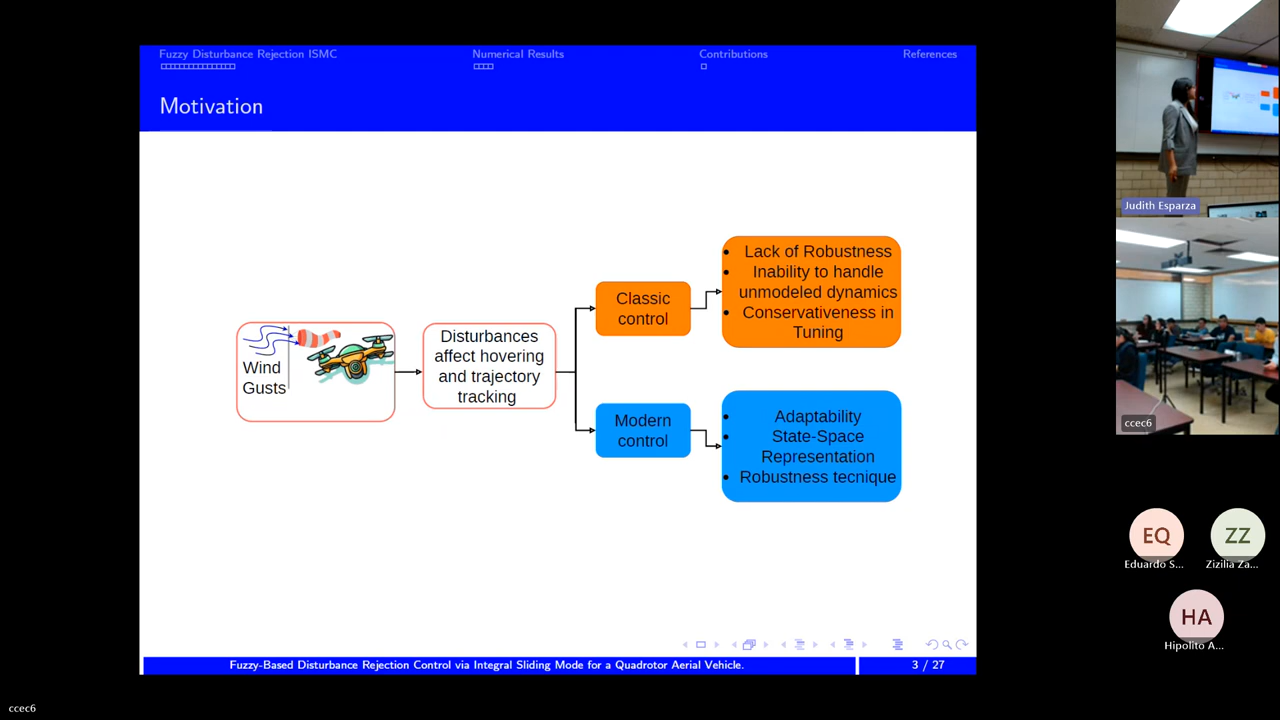 Fuzzy Disturbance Rejection ISMC
Numerical Results
Contributions
References
Motivation
Wind
Gusts
Disturbances
affect hovering
and trajectory
tracking
Classic
control
• Lack of Robustness
• Inability to handle
unmodeled dynamics
• Conservativeness in
Tuning
Modern
control
• Adaptability
• State-Space
Representation
• Robustness tecnique
Fuzzy-Based Disturbance Rejection Control via Integral Sliding Mode for a Quadrotor Aerial Vehicle.
3 / 27
Judith Esparza
ccec6
EQ
Eduardo S...
ZZ
Zizilia Za...
HA
Hipolito A...
ccec6